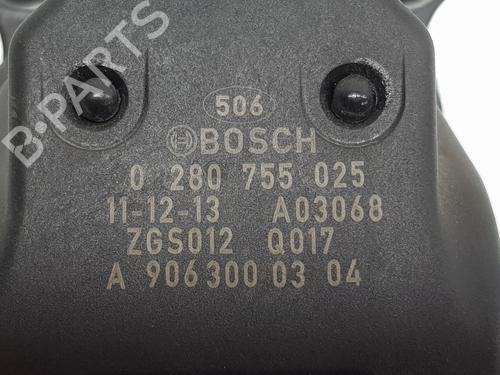 B-PARTS
506
BOSCH
0 280 755 025
11-12-13 A03068
ZGS012 Q017
A 906 300 03 04